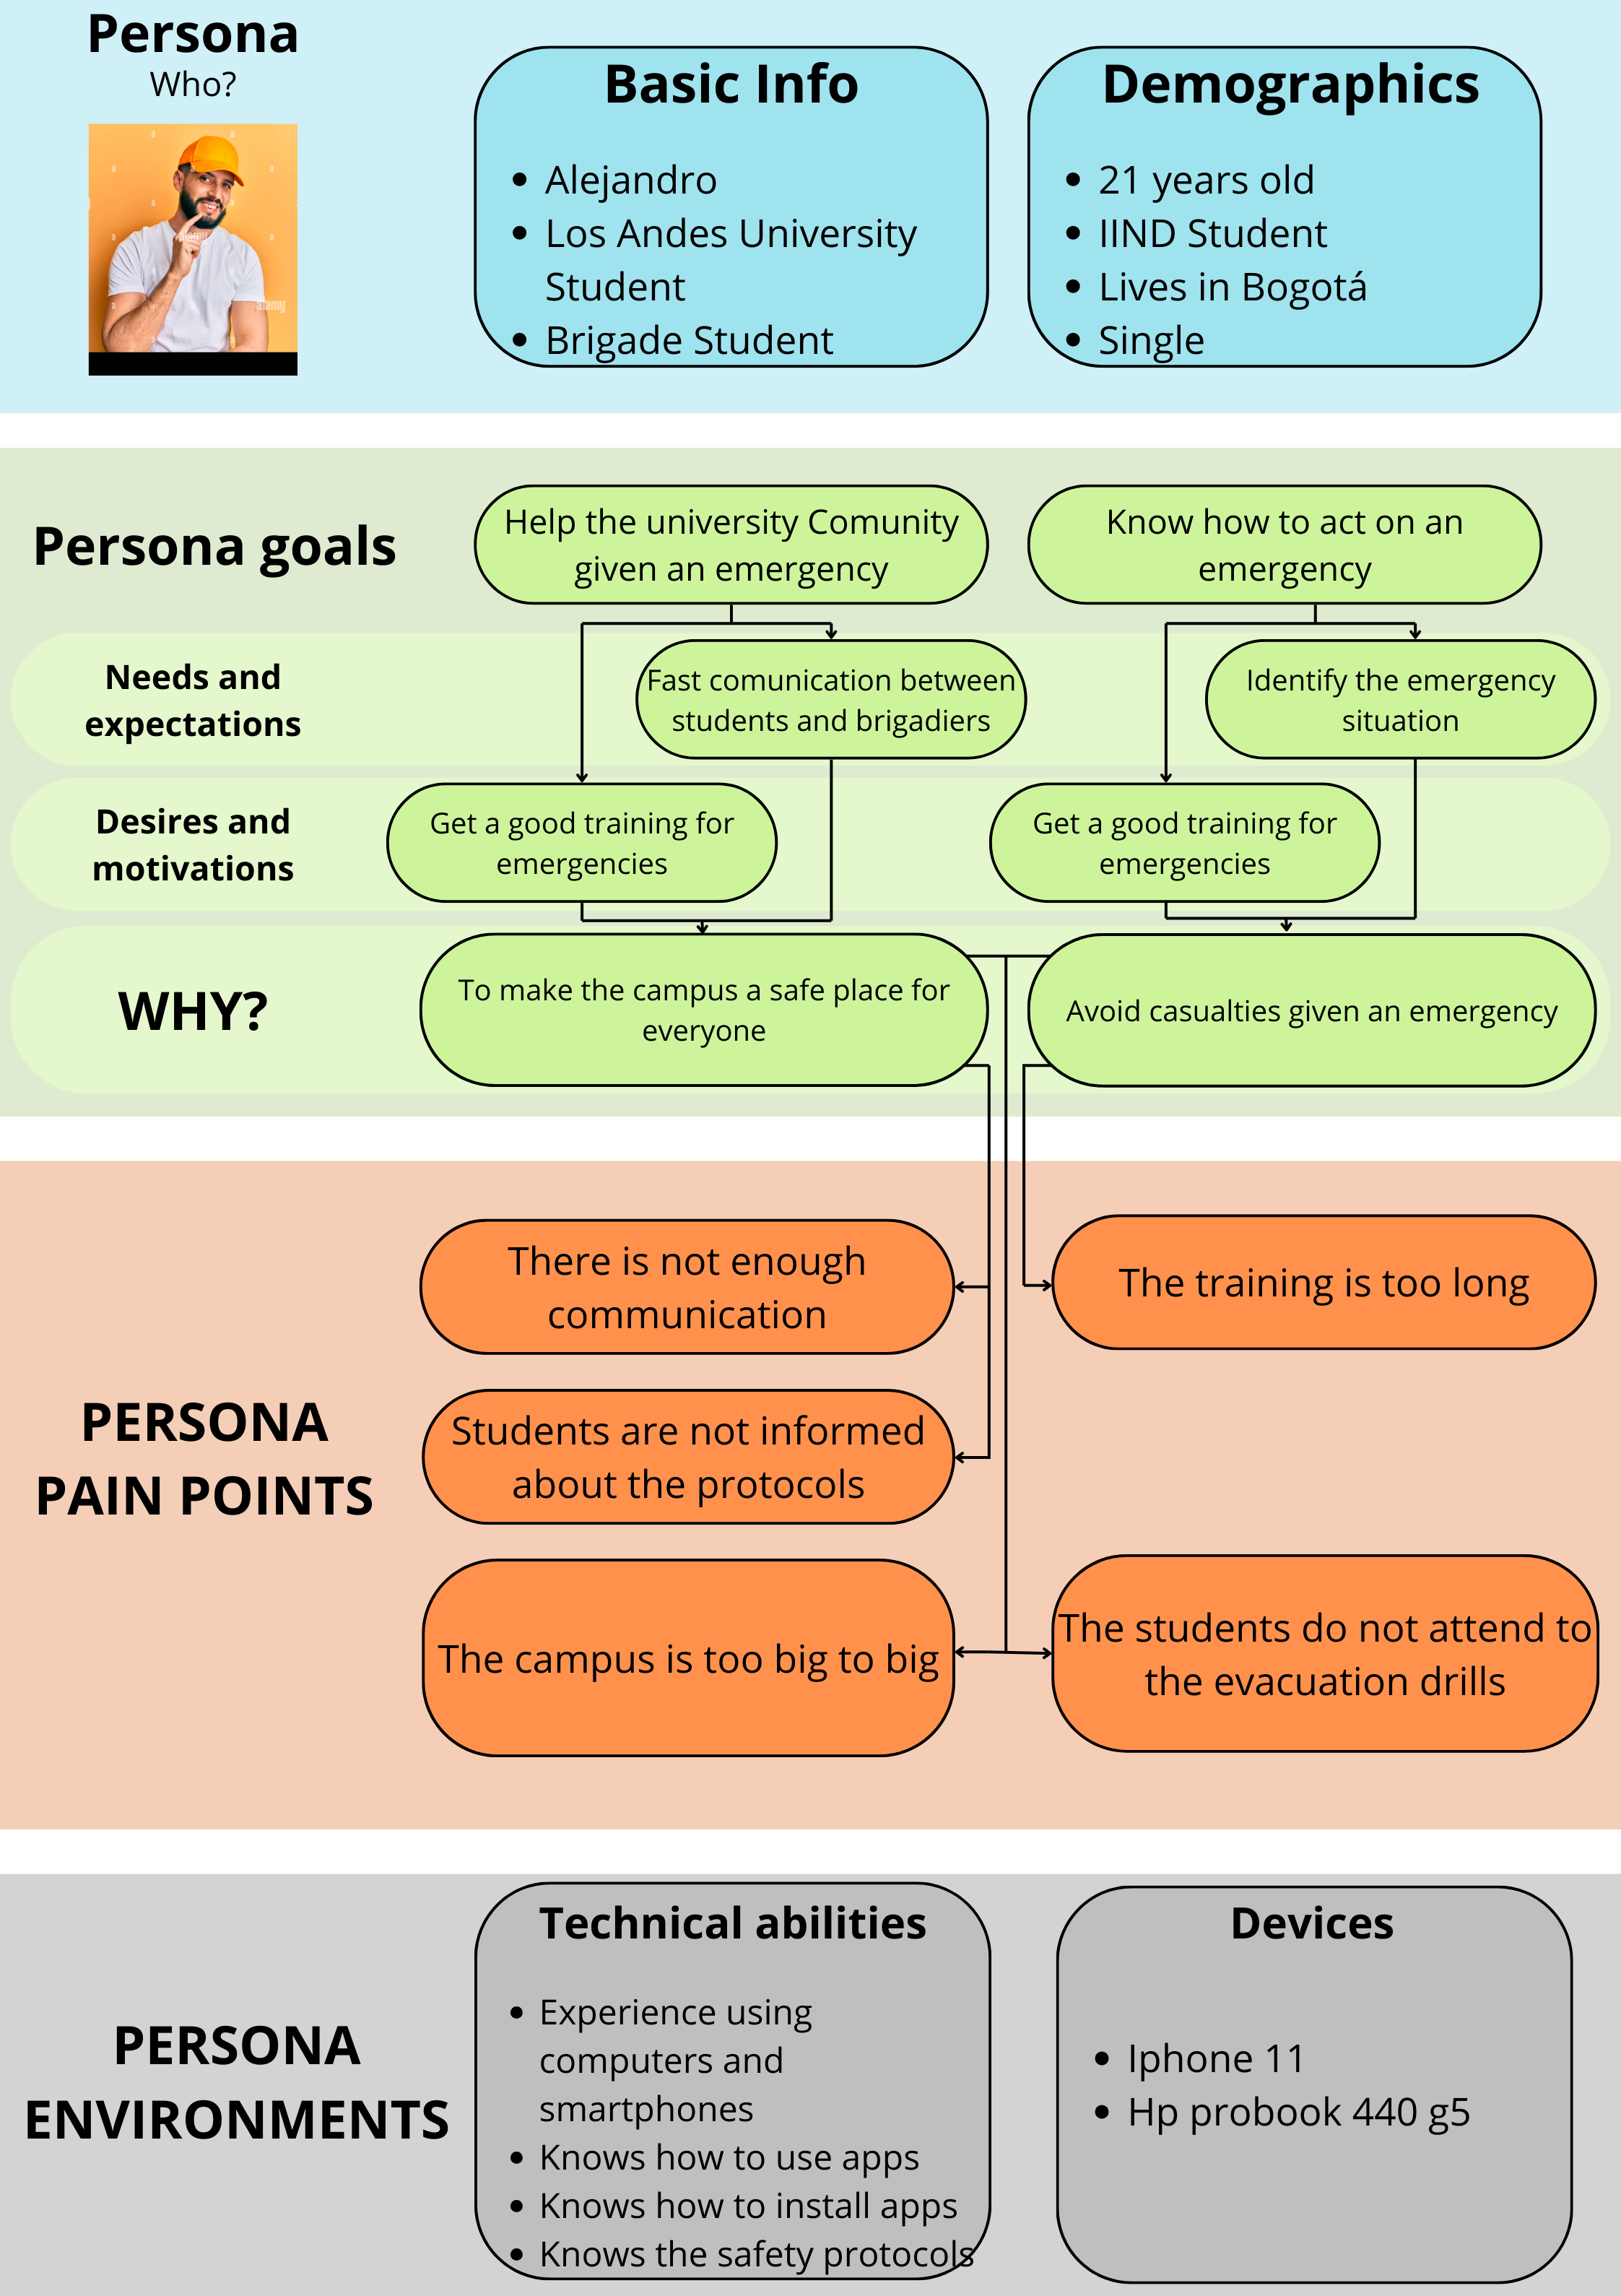 Persona
Who?
alamy
Basic Info
• Alejandro
• Los Andes University
Student
• Brigade Student
Demographics
• 21 years old
• IIND Student
• Lives in Bogotá
• Single
Persona goals
Help the university Comunity
given an emergency
Know how to act on an
emergency
Needs and
expectations
Fast comunication between
students and brigadiers
Identify the emergency
situation
Desires and
motivations
Get a good training for
emergencies
Get a good training for
emergencies
WHY?
To make the campus a safe place for
everyone
Avoid casualties given an emergency
PERSONA
PAIN POINTS
There is not enough
communication
The training is too long
Students are not informed
about the protocols
The campus is too big to big
The students do not attend to
the evacuation drills
PERSONA
ENVIRONMENTS
Technical abilities
• Experience using
computers and
smartphones
• Knows how to use apps
• Knows how to install apps
• Knows the safety protocols
Devices
• Iphone 11
• Hp probook 440 g5